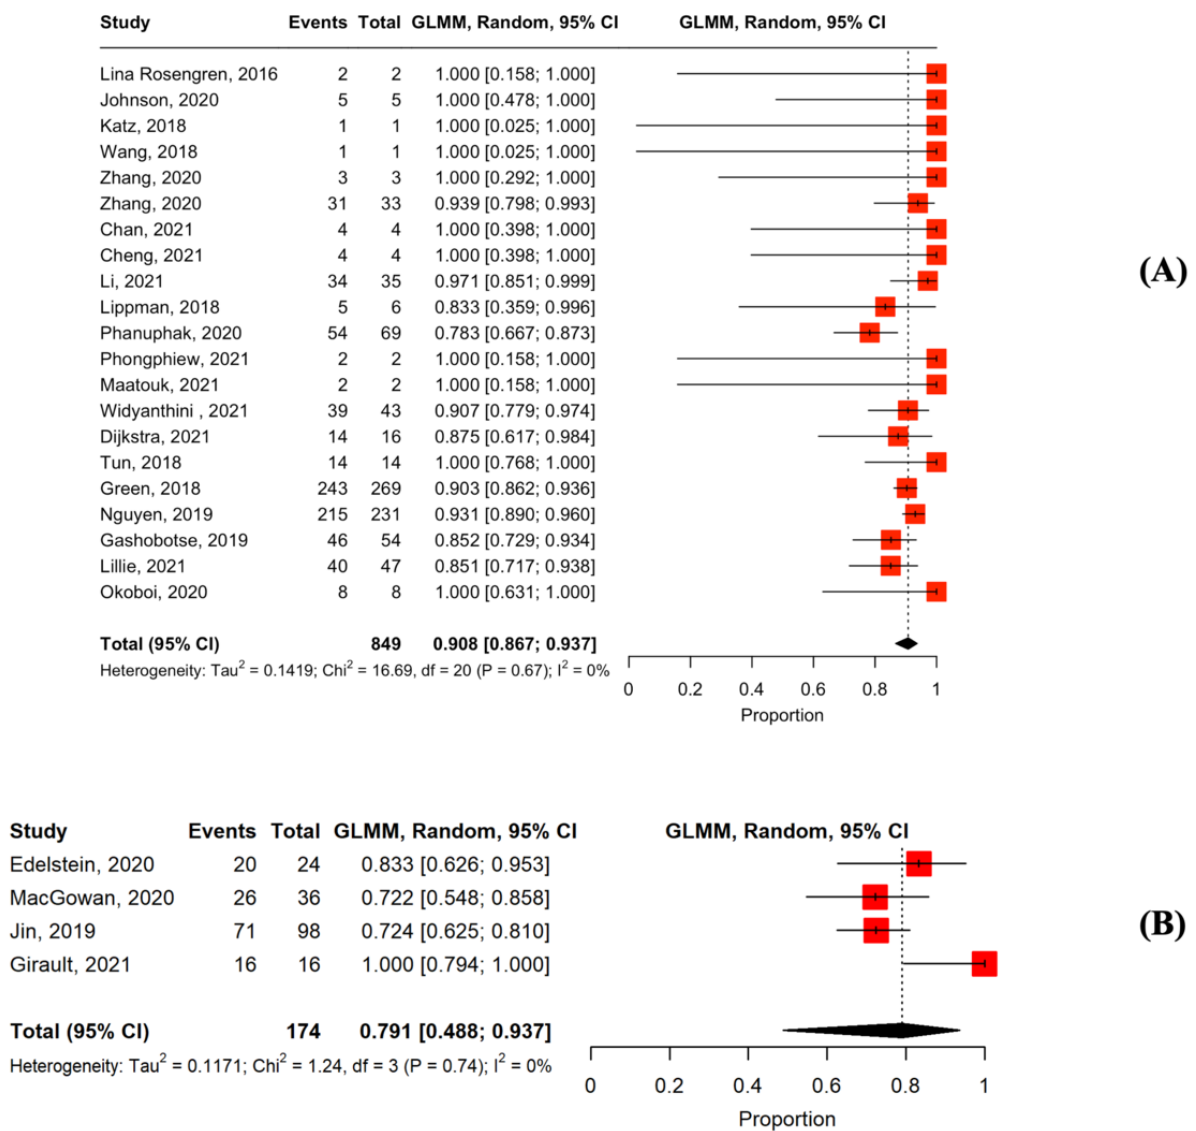 Study Events Total GLMM, Random, 95% CI GLMM, Random, 95% CI
Lina Rosengren, 2016 2 2 1.000 [0.158; 1.000]
Johnson, 2020 5 5 1.000 [0.478; 1.000]
Katz, 2018 1 1 1.000 [0.025; 1.000]
Wang, 2018 1 1 1.000 [0.025; 1.000]
Zhang, 2020 3 3 1.000 [0.292; 1.000]
Zhang, 2020 31 33 0.939 [0.798; 0.993]
Chan, 2021 4 4 1.000 [0.398; 1.000]
Cheng, 2021 4 4 1.000 [0.398; 1.000]
(A)
Li, 2021 34 35 0.971 [0.851; 0.999]
Lippman, 2018 5 6 0.833 [0.359; 0.996]
Phanuphak, 2020 54 69 0.783 [0.667; 0.873]
Phongphiew, 2021 2 2 1.000 [0.158; 1.000]
Maatouk, 2021 2 2 1.000 [0.158; 1.000]
Widyanthini , 2021 39 43 0.907 [0.779; 0.974]
Dijkstra, 2021 14 16 0.875 [0.617; 0.984]
Tun, 2018 14 14 1.000 [0.768; 1.000]
Green, 2018 243 269 0.903 [0.862; 0.936]
Nguyen, 2019 215 231 0.931 [0.890; 0.960]
Gashobotse, 2019 46 54 0.852 [0.729; 0.934]
Lillie, 2021 40 47 0.851 [0.717; 0.938]
Okoboi, 2020 8 8 1.000 [0.631; 1.000]
Total (95% CI) 849 0.908 [0.867; 0.937]
Heterogeneity: Tau² = 0.1419; Chi² = 16.69, df = 20 (P = 0.67); I² = 0%
0 0.2 0.4 0.6 0.8 1
Proportion
Study Events Total GLMM, Random, 95% CI GLMM, Random, 95% CI
Edelstein, 2020 20 24 0.833 [0.626; 0.953]
MacGowan, 2020 26 36 0.722 [0.548; 0.858]
(B)
Jin, 2019 71 98 0.724 [0.625; 0.810]
Girault, 2021 16 16 1.000 [0.794; 1.000]
Total (95% CI) 174 0.791 [0.488; 0.937]
Heterogeneity: Tau² = 0.1171; Chi² = 1.24, df = 3 (P = 0.74); I² = 0%
0 0.2 0.4 0.6 0.8 1
Proportion